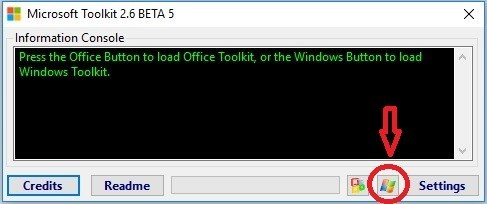 Microsoft Toolkit 2.6 BETA 5
Information Console
Press the Office Button to load Office Toolkit, or the Windows Button to load
Windows Toolkit.
Credits Readme Settings